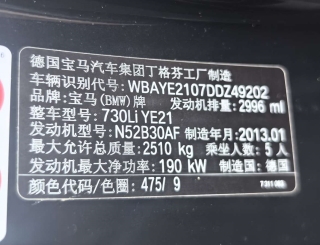 德国宝马汽车集团丁格芬工厂制造
车辆识别代号: WBAYE2107DDZ49202
品牌:宝马(BMW)牌 发动机排量: 2996 ml
整车型号: 730Li YE21
发动机型号: N52B30AF 制造年月:2013.01
最大允许总质量: 2510 kg 乘坐人数: 5 人
发动机最大净功率: 190 kW 制造国: 德国
颜色代码/色圈: 475/ 9